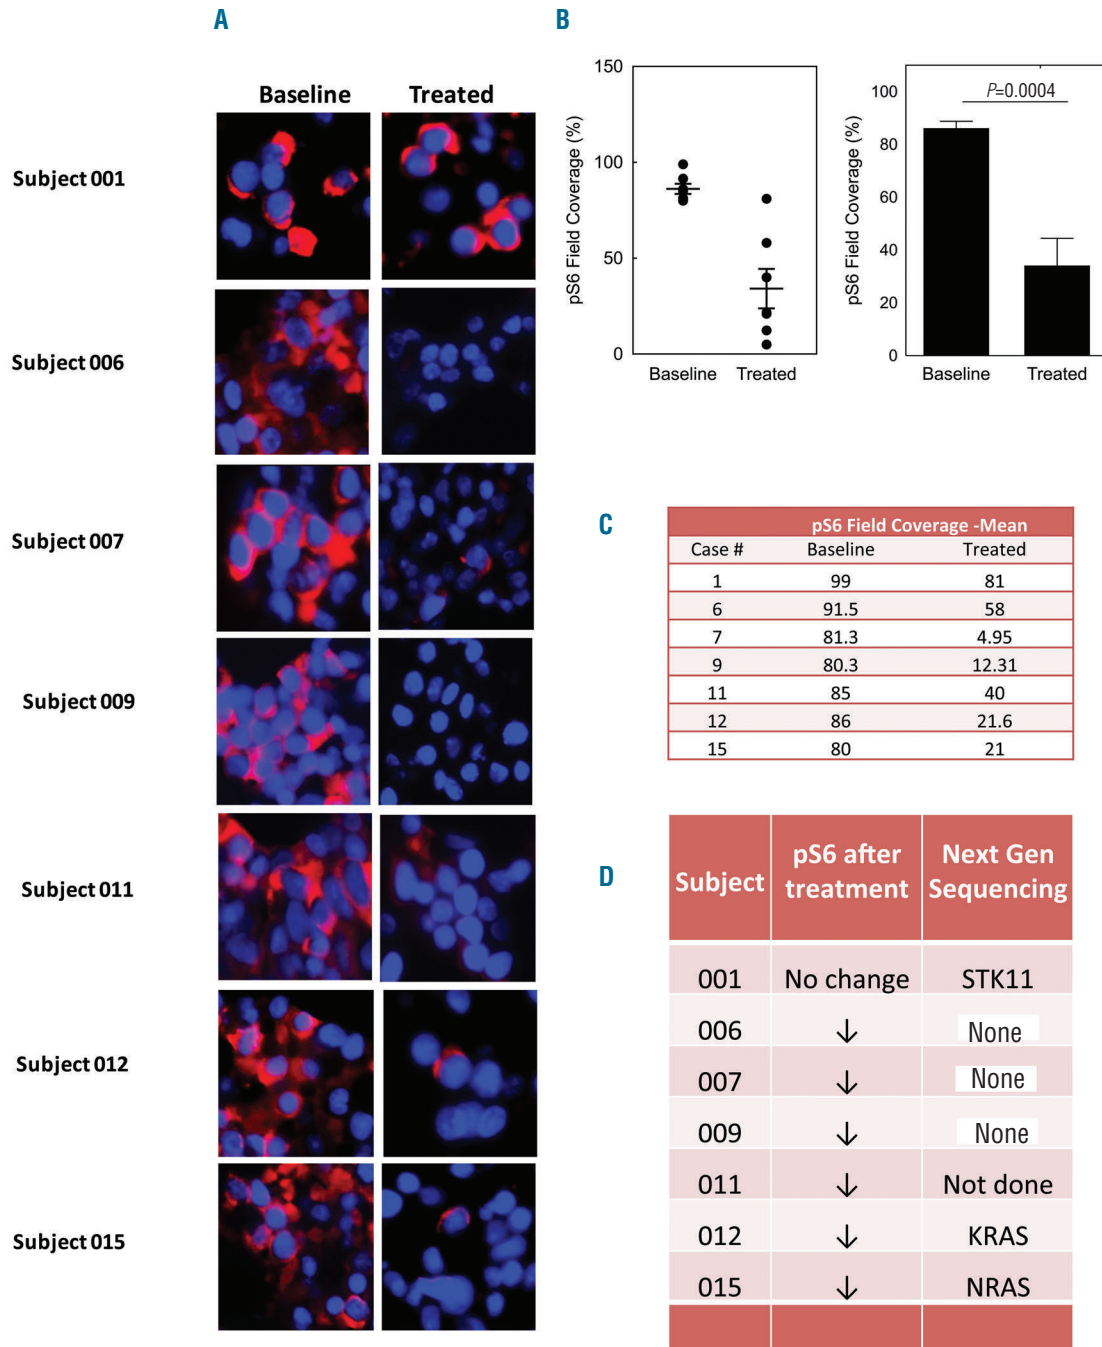 A
Baseline Treated
Subject 001
Subject 006
Subject 007
Subject 009
Subject 011
Subject 012
Subject 015
B
pS6 Field Coverage (%)
150
100
50
0
Baseline Treated
pS6 Field Coverage (%)
100
80
60
40
20
0
P=0.0004
Baseline Treated
C
pS6 Field Coverage -Mean
Case # Baseline Treated
1 99 81
6 91.5 58
7 81.3 4.95
9 80.3 12.31
11 85 40
12 86 21.6
15 80 21
D
Subject pS6 after treatment Next Gen Sequencing
001 No change STK11
006 ↓ None
007 ↓ None
009 ↓ None
011 ↓ Not done
012 ↓ KRAS
015 ↓ NRAS